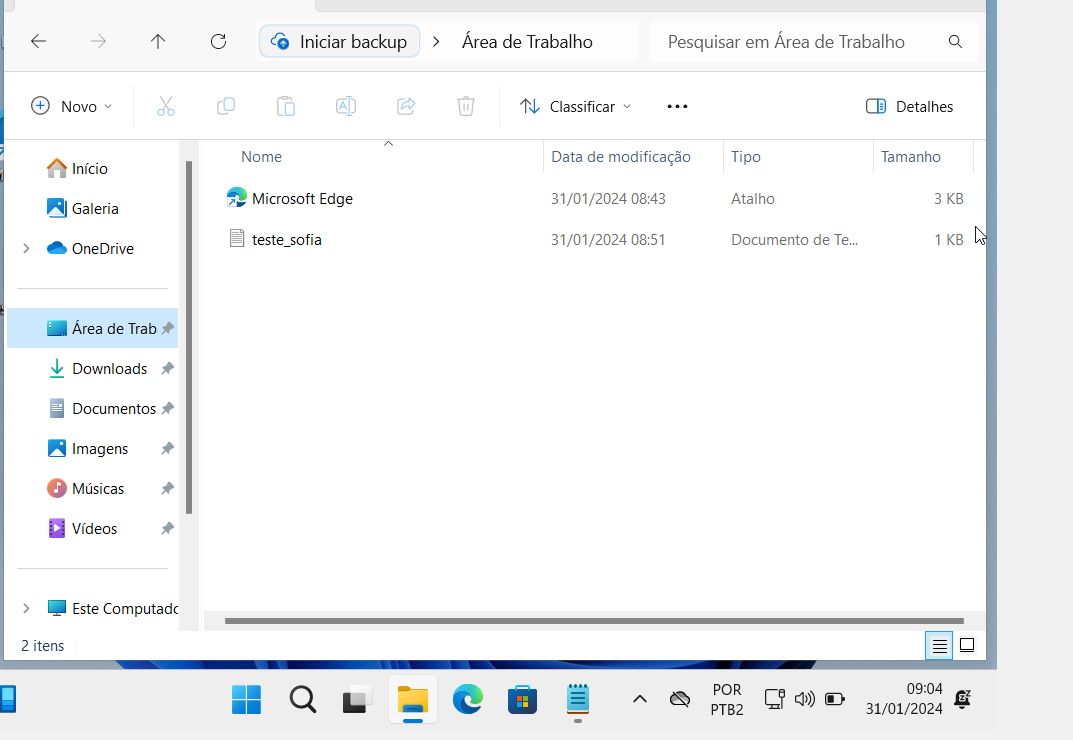 Iniciar backup
Área de Trabalho
Pesquisar em Área de Trabalho
Novo
Classificar
Detalhes
Nome
Data de modificação
Tipo
Tamanho
Início
Galeria
OneDrive
Microsoft Edge
31/01/2024 08:43
Atalho
3 KB
teste_sofia
31/01/2024 08:51
Documento de Te...
1 KB
Área de Trab
Downloads
Documentos
Imagens
Músicas
Vídeos
Este Computado
2 itens
POR
PTB2
09:04
31/01/2024